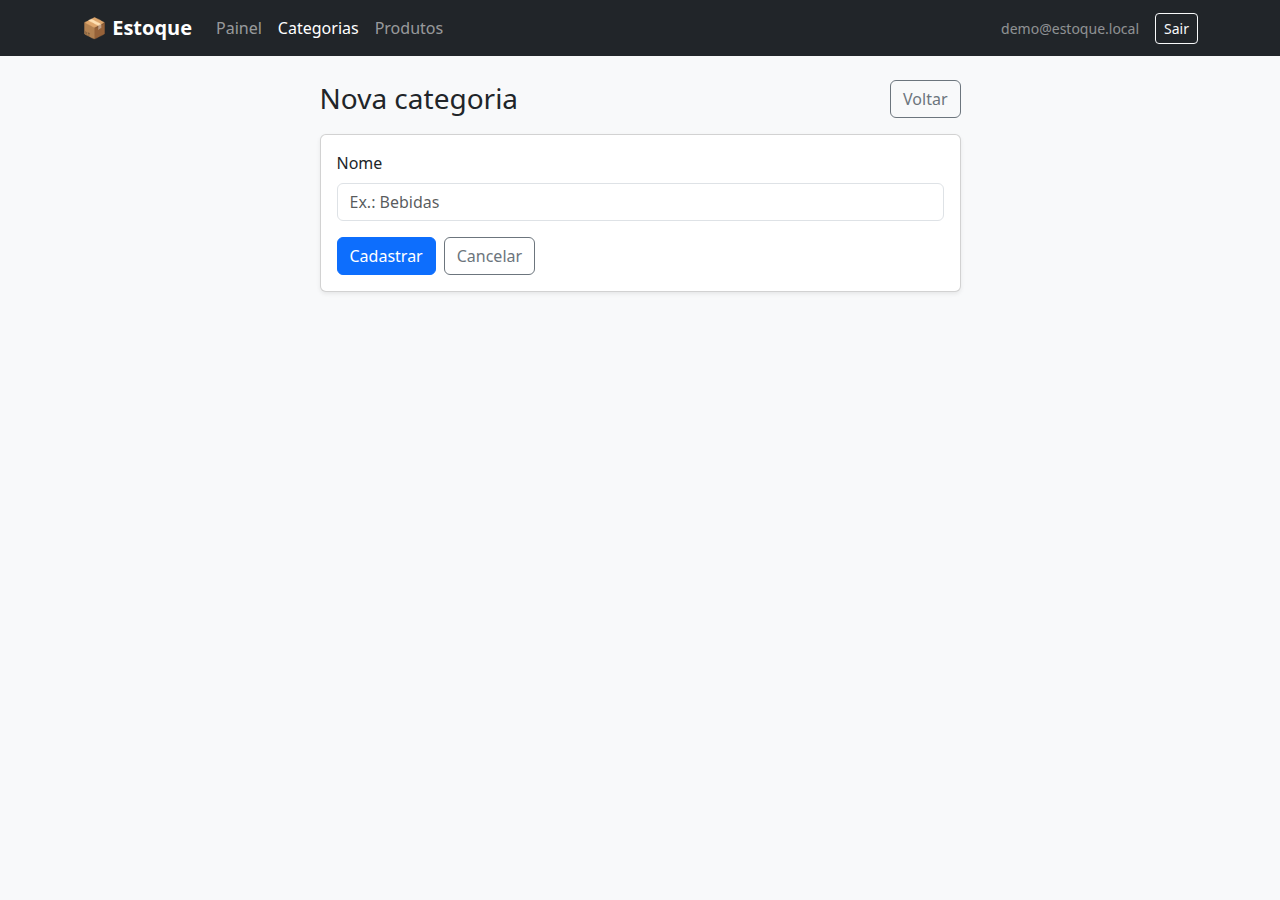 📦 Estoque Painel Categorias Produtos demo@estoque.local Sair
Nova categoria Voltar
Nome
Ex.: Bebidas
Cadastrar Cancelar